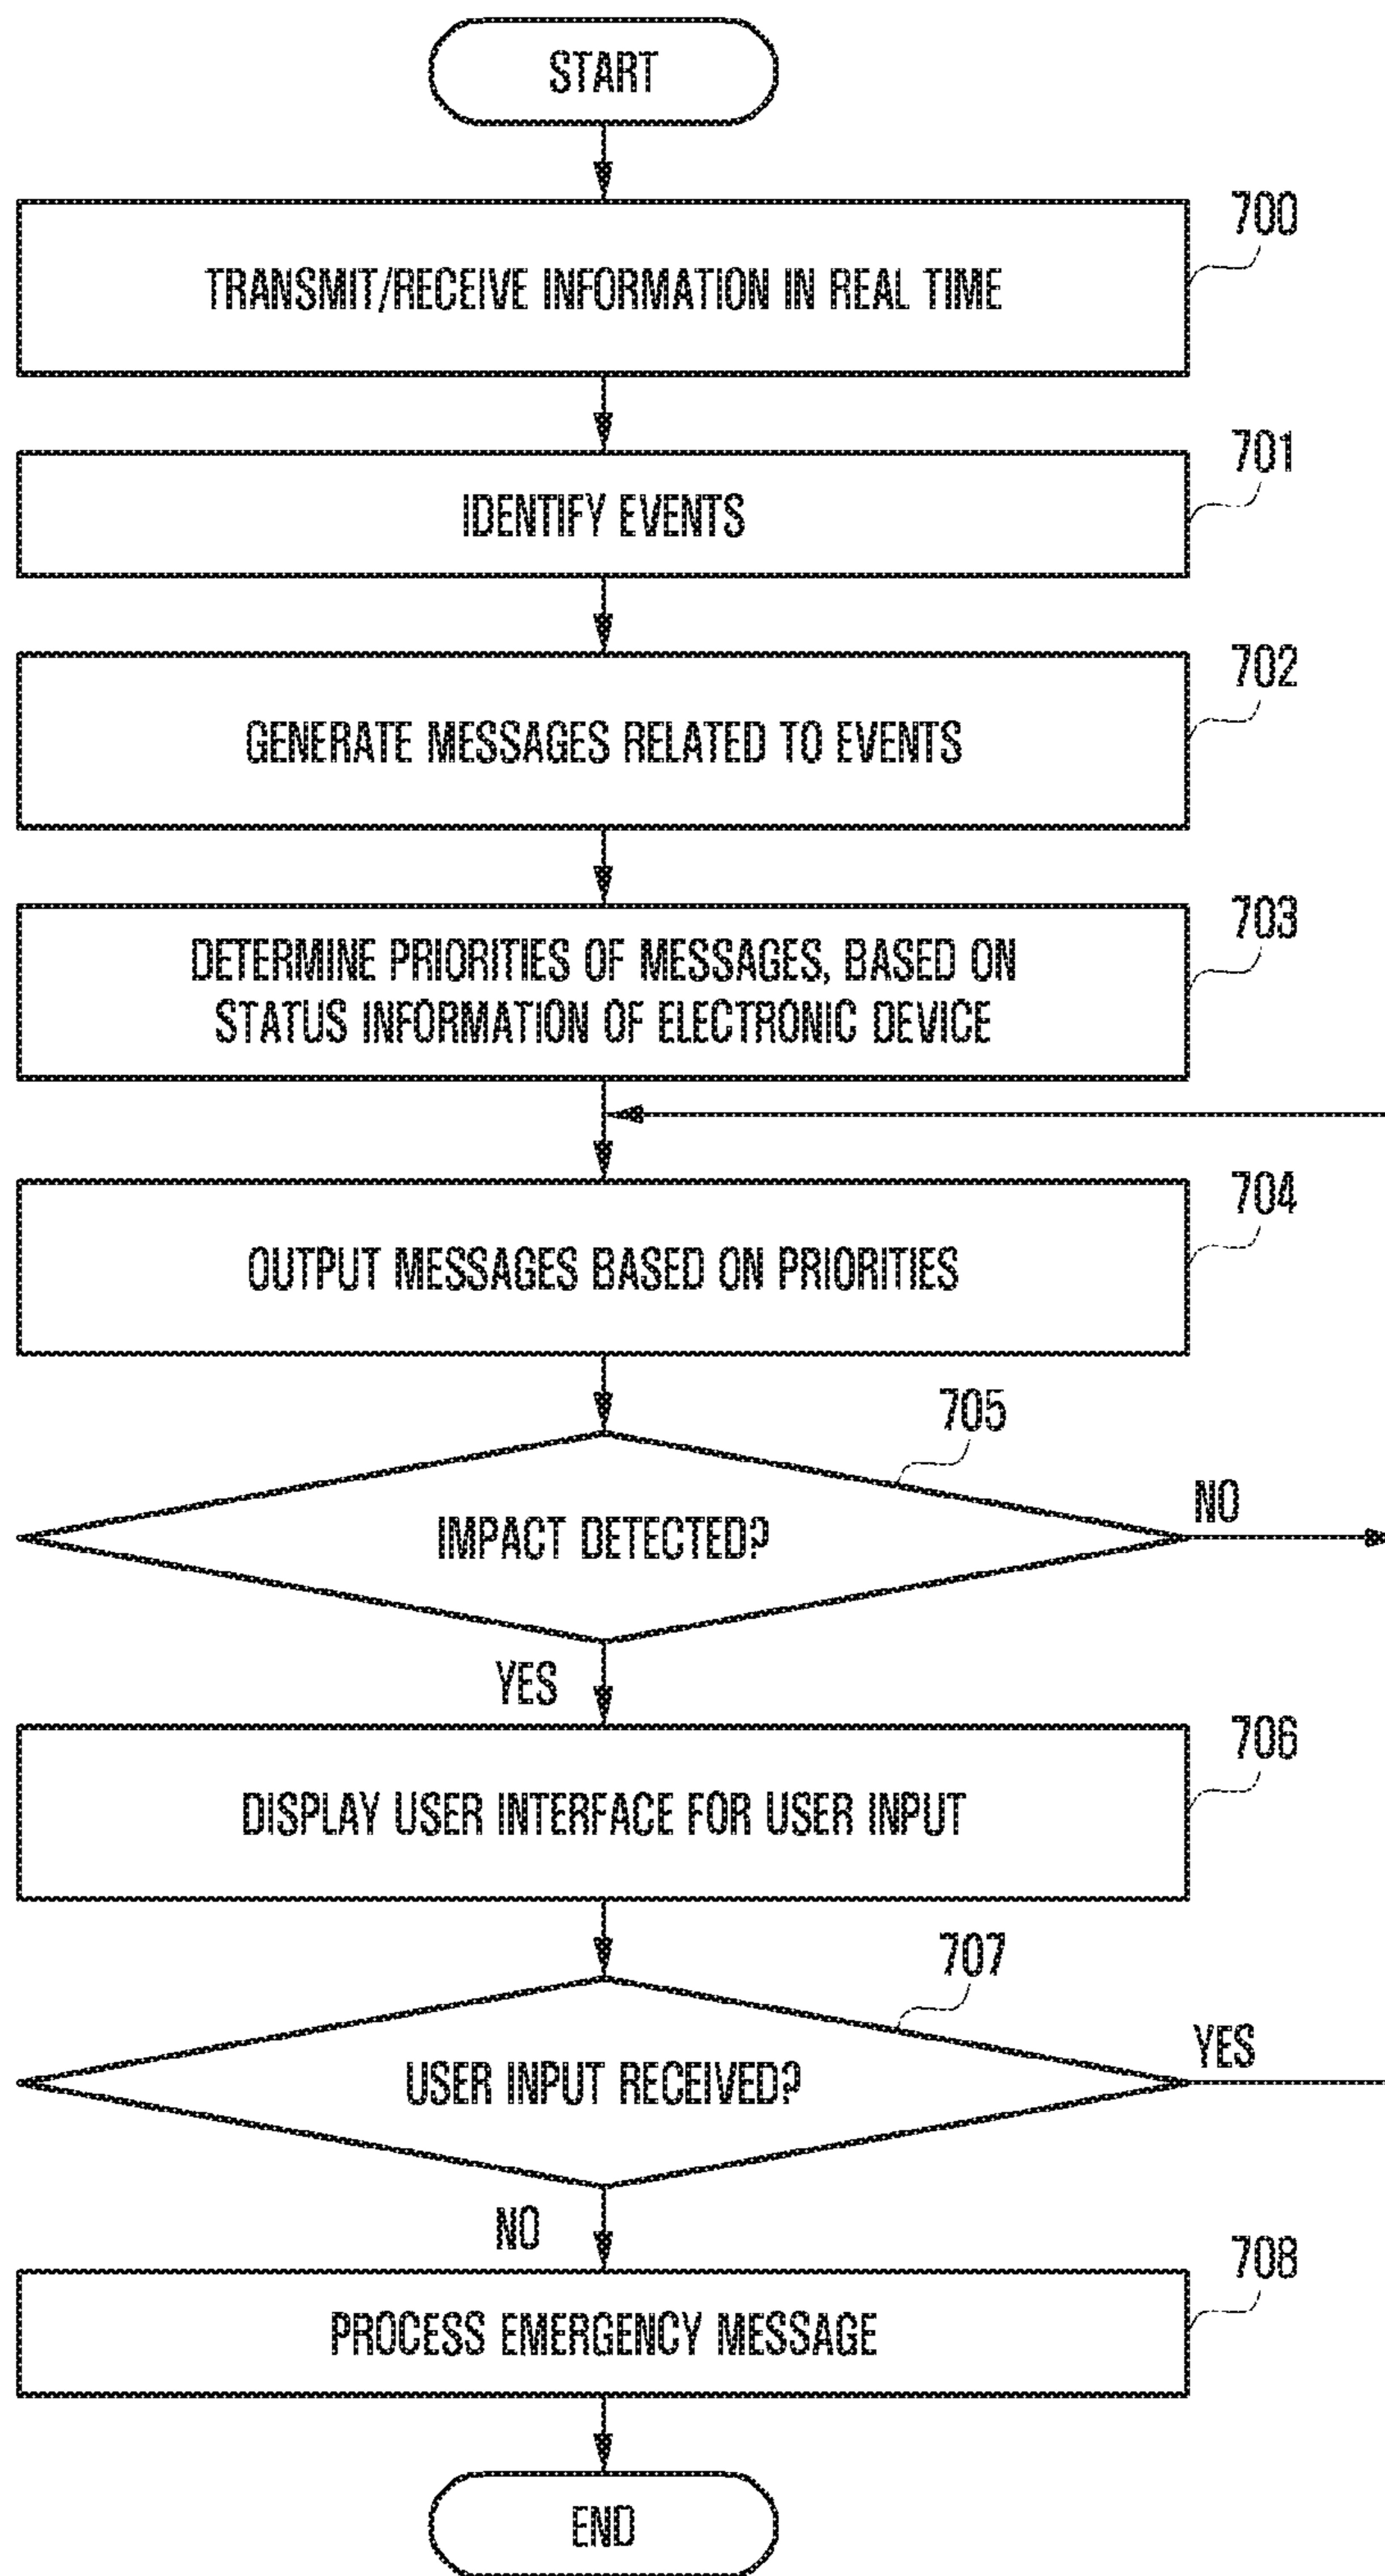 START
700
TRANSMIT/RECEIVE INFORMATION IN REAL TIME
701
IDENTIFY EVENTS
702
GENERATE MESSAGES RELATED TO EVENTS
703
DETERMINE PRIORITIES OF MESSAGES, BASED ON
STATUS INFORMATION OF ELECTRONIC DEVICE
704
OUTPUT MESSAGES BASED ON PRIORITIES
705
NO
IMPACT DETECTED?
YES
706
DISPLAY USER INTERFACE FOR USER INPUT
707
YES
USER INPUT RECEIVED?
NO
708
PROCESS EMERGENCY MESSAGE
END